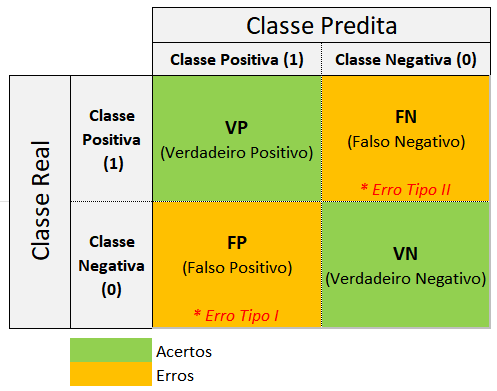 Classe Predita
Classe Positiva (1)
Classe Negativa (0)
Classe Real
Classe
Positiva
(1)
VP
(Verdadeiro Positivo)
FN
(Falso Negativo)
* Erro Tipo II
Classe
Negativa
(0)
FP
(Falso Positivo)
* Erro Tipo I
VN
(Verdadeiro Negativo)
Acertos
Erros